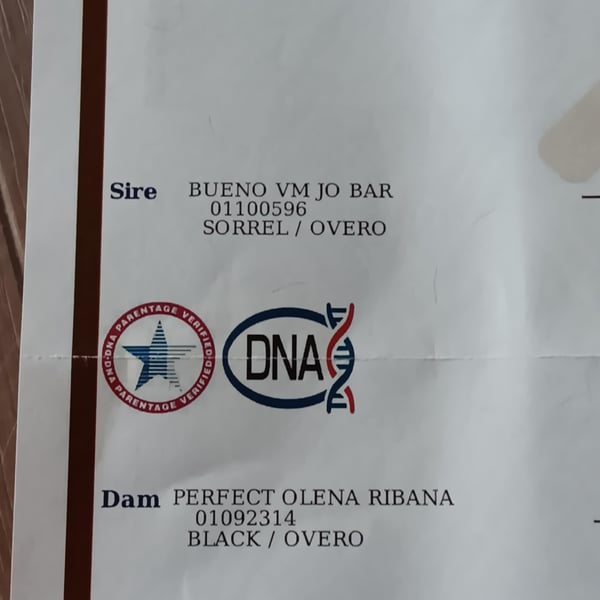 Sire BUENO VM JO BAR
01100596
SORREL / OVERO
DNA PARENTAGE VERIFIED
DNA PARENTAGE VERIFIED
DNA
Dam PERFECT OLENA RIBANA
01092314
BLACK / OVERO